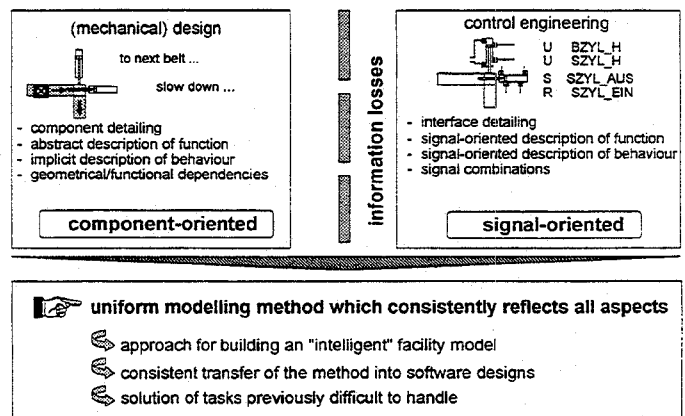 (mechanical) design
to next belt ...
slow down ...
- component detailing
- abstract description of function
- implicit description of behaviour
- geometrical/functional dependencies
component-oriented
information losses
control engineering
U BZYL_H
U SZYL_H
S SZYL_AUS
R SZYL_EIN
- interface detailing
- signal-oriented description of function
- signal-oriented description of behaviour
- signal combinations
signal-oriented
uniform modelling method which consistently reflects all aspects
approach for building an "intelligent" facility model
consistent transfer of the method into software designs
solution of tasks previously difficult to handle